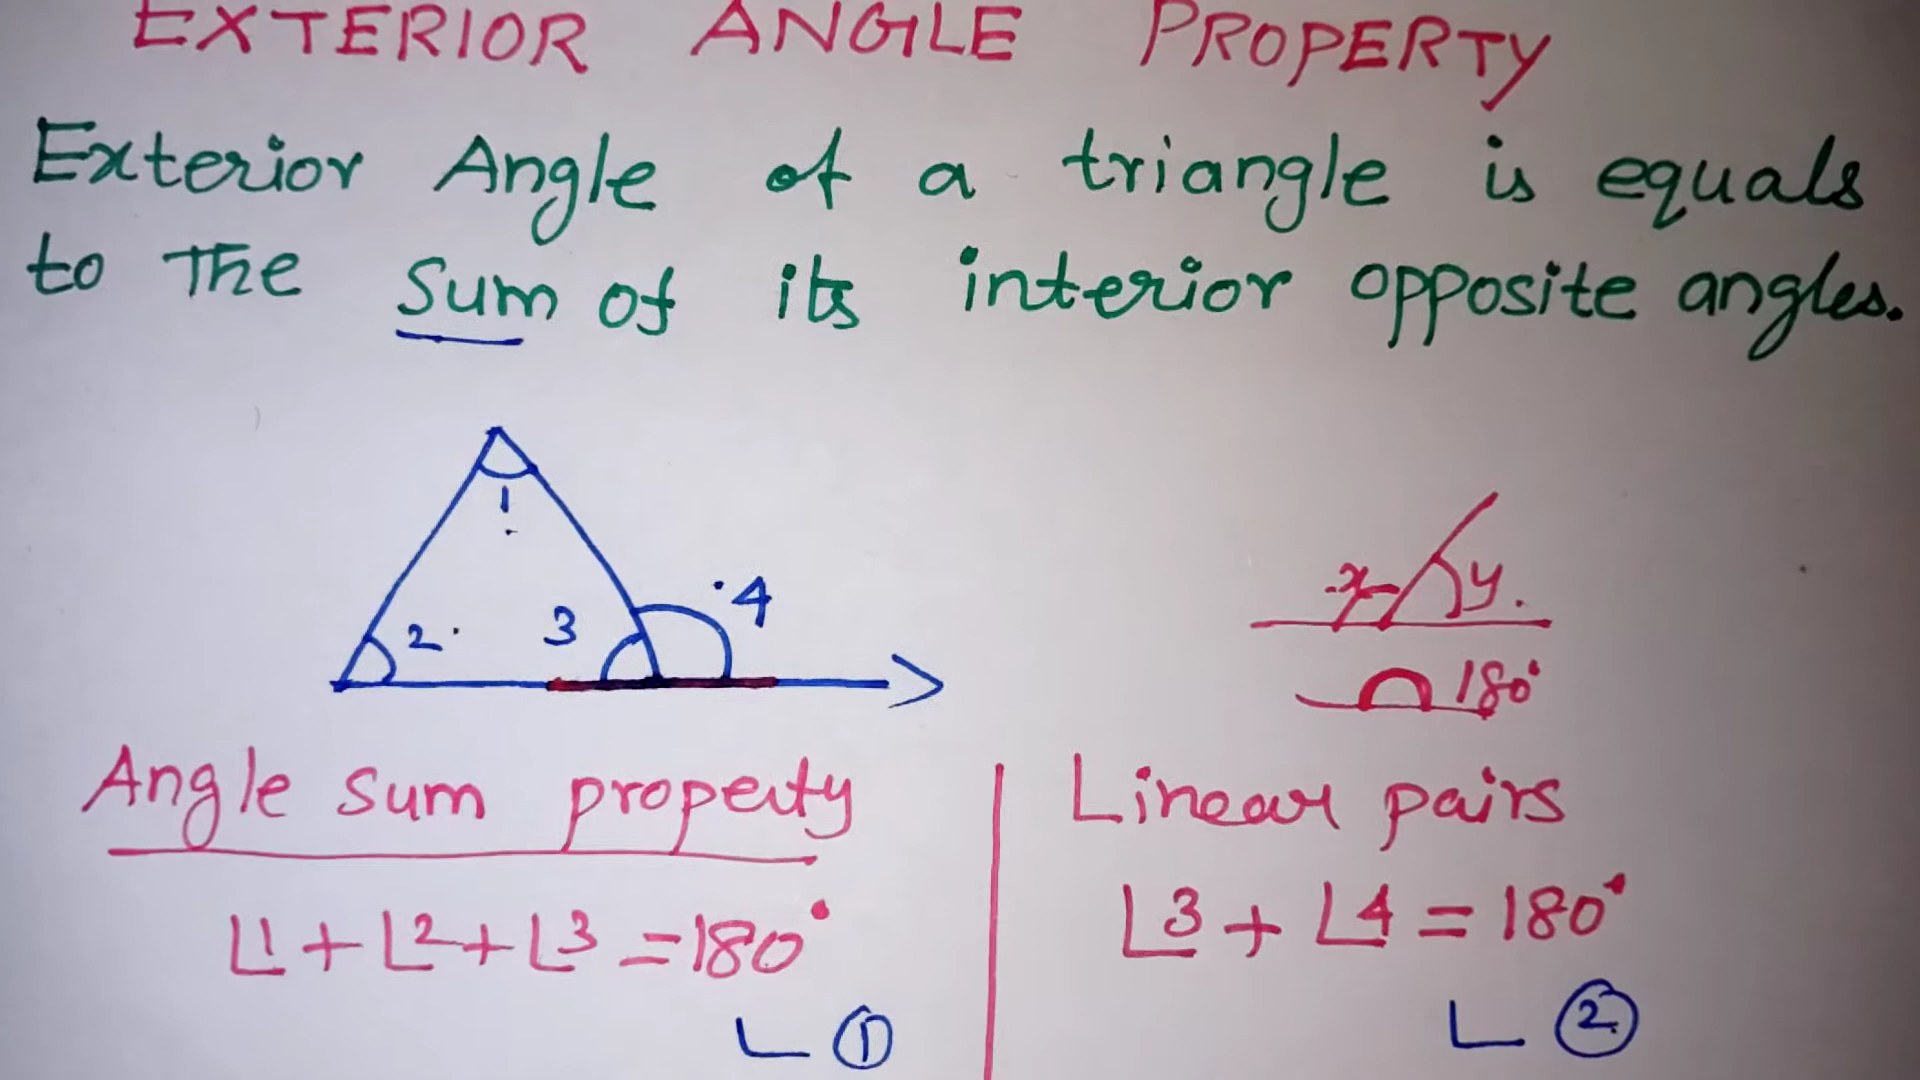 EXTERIOR ANGLE PROPERTY
Exterior Angle of a triangle is equals
to The sum of its interior opposite angles.
1
2
3
4
x y
180°
Angle sum property
∠1 + ∠2 + ∠3 = 180°
①
Linear pairs
∠3 + ∠4 = 180°
②